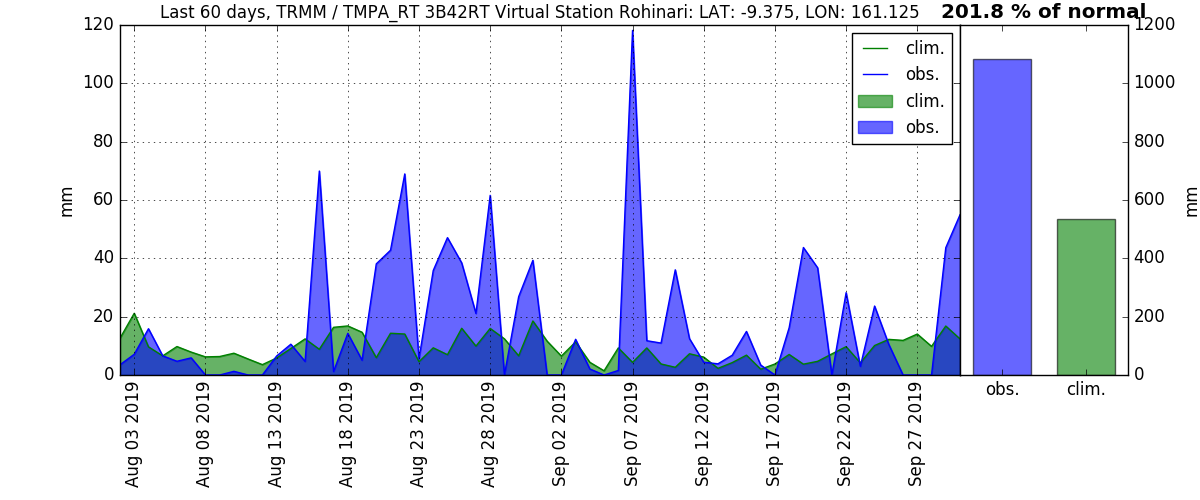 Last 60 days, TRMM / TMPA_RT 3B42RT Virtual Station Rohinari: LAT: -9.375, LON: 161.125
201.8 % of normal
120
100
80
60
40
20
0
mm
clim.
obs.
clim.
obs.
1200
1000
800
600
400
200
0
mm
Aug 03 2019
Aug 08 2019
Aug 13 2019
Aug 18 2019
Aug 23 2019
Aug 28 2019
Sep 02 2019
Sep 07 2019
Sep 12 2019
Sep 17 2019
Sep 22 2019
Sep 27 2019
obs.
clim.